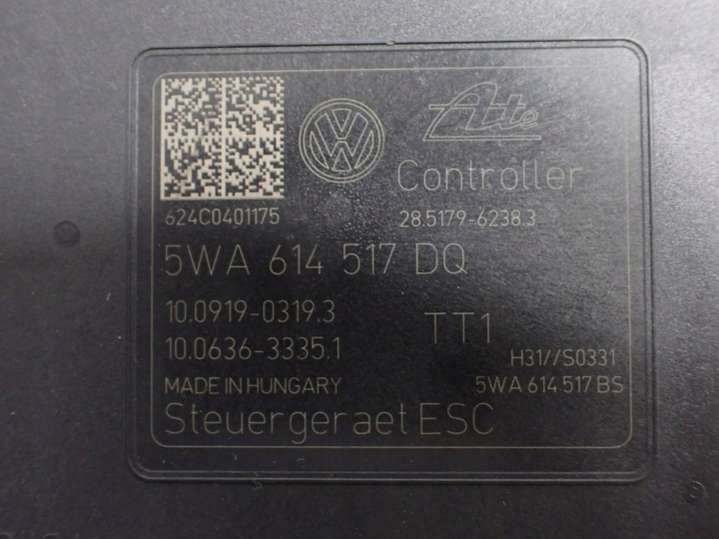 Ate
Controller
624C0401175
28.5179-6238.3
5WA 614 517 DQ
10.0919-0319.3
TT1
10.0636-3335.1
H31//S0331
MADE IN HUNGARY
5WA 614 517 BS
Steuergeraet ESC